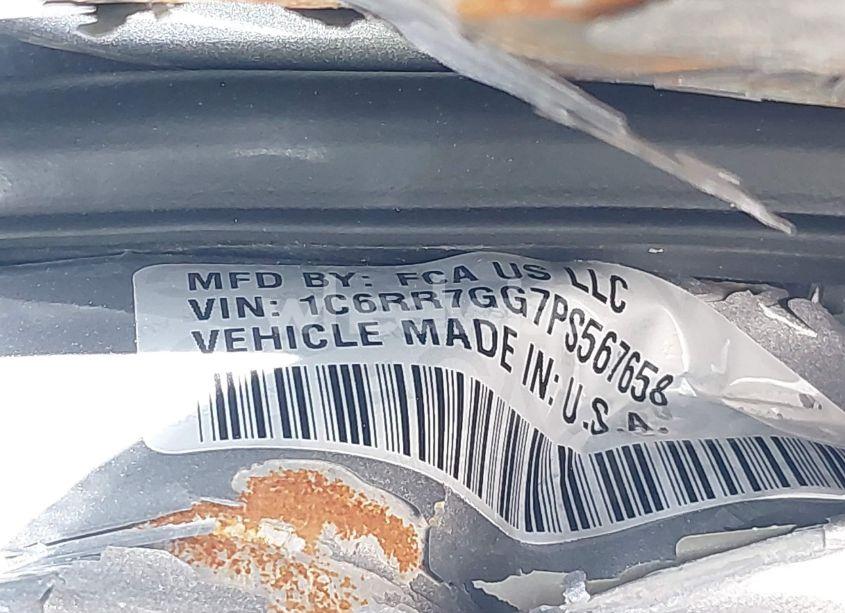 MFD BY: FCA US LLC
VIN: 1C6RR7GG7PS567658
VEHICLE MADE IN: U.S.A.